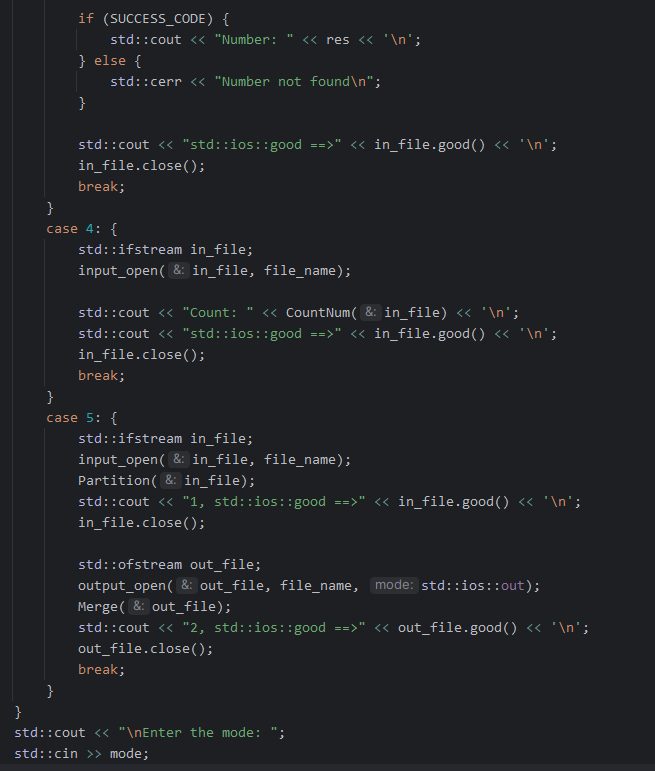 if (SUCCESS_CODE) {
std::cout << "Number: " << res << '\n';
} else {
std::cerr << "Number not found\n";
}
std::cout << "std::ios::good ==>" << in_file.good() << '\n';
in_file.close();
break;
}
case 4: {
std::ifstream in_file;
input_open( &: in_file, file_name);
std::cout << "Count: " << CountNum( &: in_file) << '\n';
std::cout << "std::ios::good ==>" << in_file.good() << '\n';
in_file.close();
break;
}
case 5: {
std::ifstream in_file;
input_open( &: in_file, file_name);
Partition( &: in_file);
std::cout << "1, std::ios::good ==>" << in_file.good() << '\n';
in_file.close();
std::ofstream out_file;
output_open( &: out_file, file_name, mode: std::ios::out);
Merge( &: out_file);
std::cout << "2, std::ios::good ==>" << out_file.good() << '\n';
out_file.close();
break;
}
}
std::cout << "\nEnter the mode: ";
std::cin >> mode;